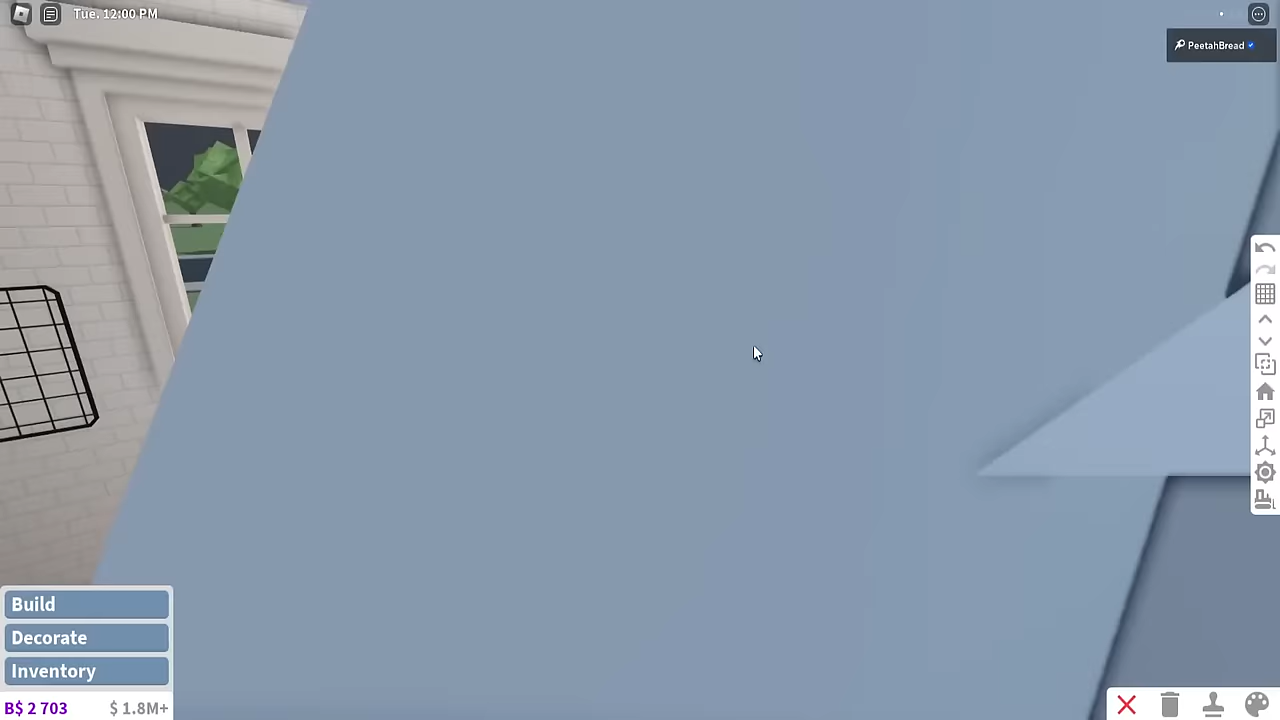 Tue. 12:00 PM
PeetahBread
Build
Decorate
Inventory
B$ 2 703 $ 1.8M+